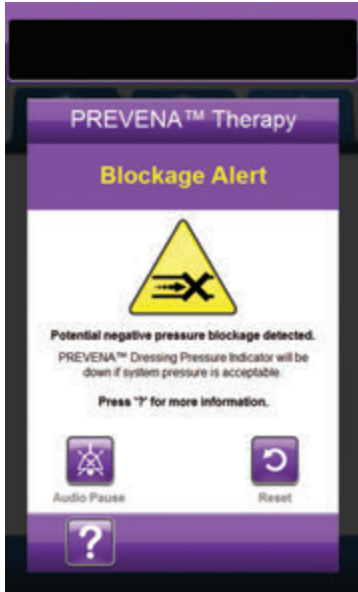 PREVENA™ Therapy
Blockage Alert
Potential negative pressure blockage detected.
PREVENA™ Dressing Pressure Indicator will be
down if system pressure is acceptable.
Press '?' for more information.
Audio Pause
Reset
?